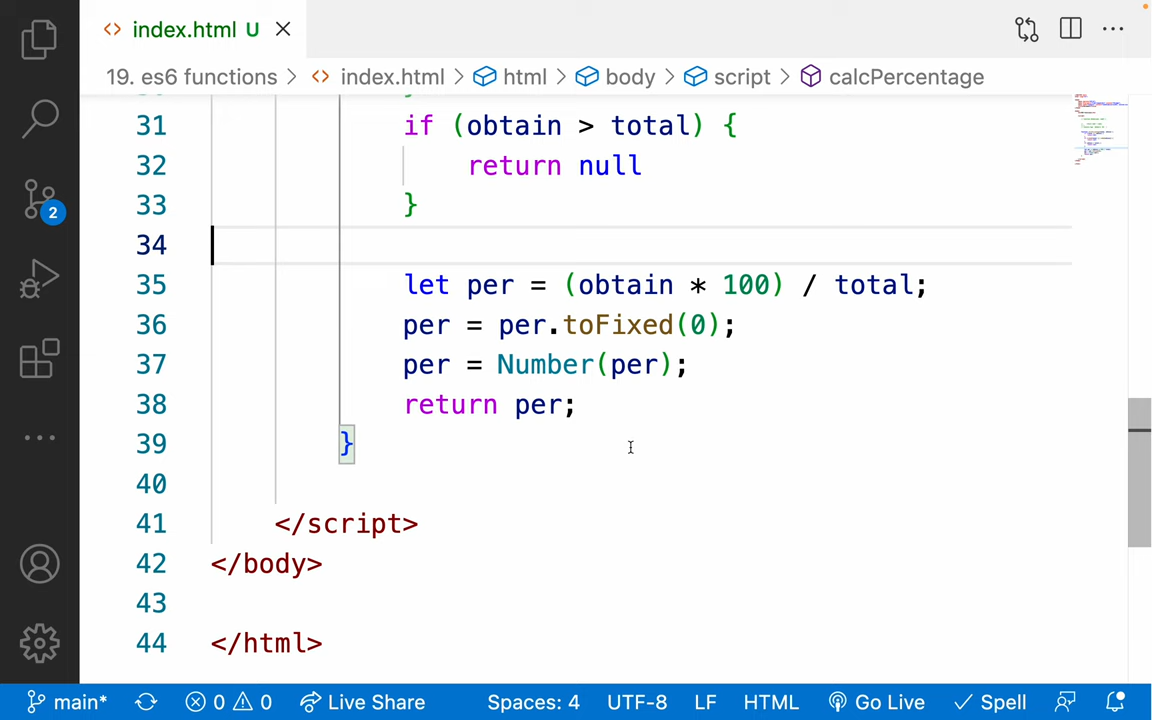 index.html U
19. es6 functions > index.html > html > body > script > calcPercentage
31 if (obtain > total) {
32 return null
33 }
34
35 let per = (obtain * 100) / total;
36 per = per.toFixed(0);
37 per = Number(per);
38 return per;
39 }
40
41 </script>
42 </body>
43
44 </html>
2
main* 0 0 Live Share Spaces: 4 UTF-8 LF HTML Go Live Spell